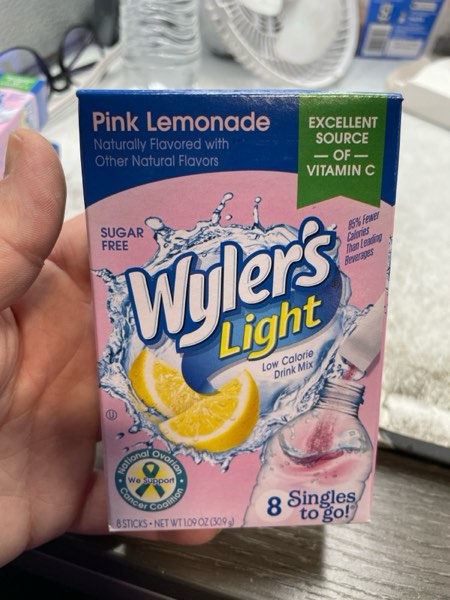 Pink Lemonade
Naturally Flavored with
Other Natural Flavors
EXCELLENT
SOURCE
— OF —
VITAMIN C
SUGAR
FREE
85% Fewer
Calories
Than Leading
Beverages
Wyler's
Light
Low Calorie
Drink Mix
U
National Ovarian
We Support
Cancer Coalition
8 Singles
to go!
8 STICKS • NET WT 1.09 OZ (30.9 g)